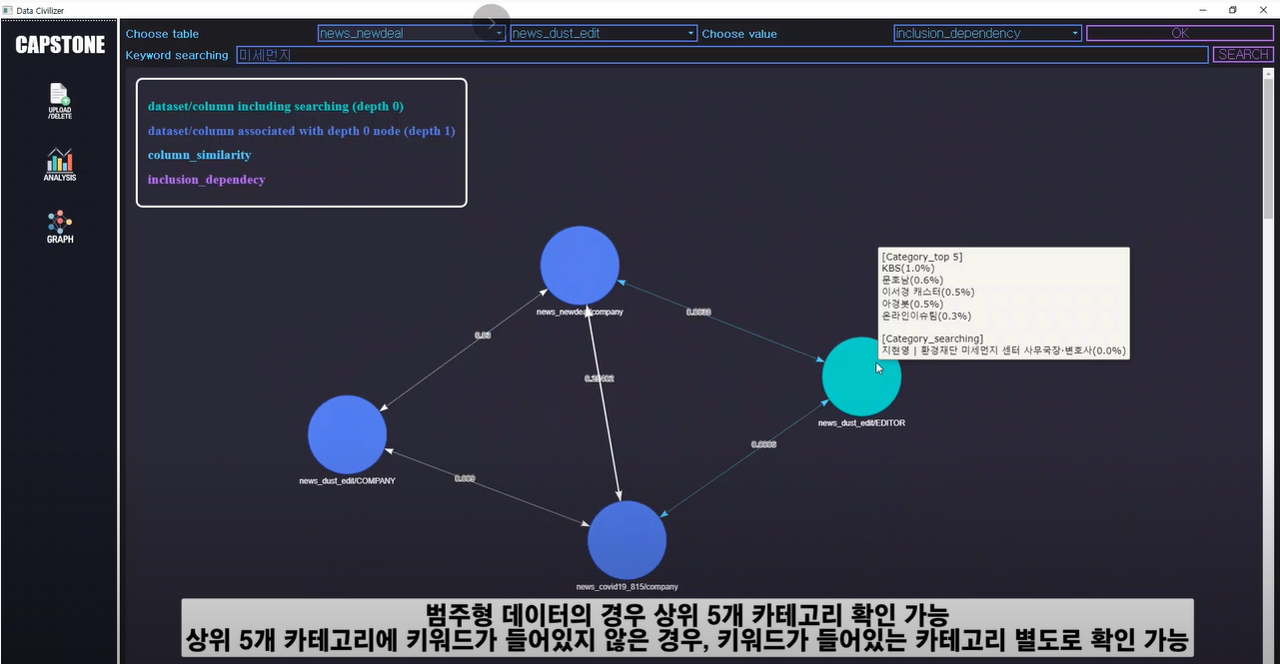 Data Civilizer
CAPSTONE
UPLOAD
/DELETE
ANALYSIS
GRAPH
Choose table
news_newdeal
news_dust_edit
Choose value
inclusion_dependency
OK
Keyword searching
미세먼지
SEARCH
dataset/column including searching (depth 0)
dataset/column associated with depth 0 node (depth 1)
column_similarity
inclusion_dependecy
news_newdeal/company
0.0033
0.03
[Category_top 5]
KBS(1.0%)
문호남(0.6%)
이서경 캐스터(0.5%)
아경봇(0.5%)
온라인이슈팀(0.3%)
[Category_searching]
지현영 | 환경재단 미세먼지 센터 사무국장·변호사(0.0%)
news_dust_edit/EDITOR
news_dust_edit/COMPANY
news_covid19_815/company
범주형 데이터의 경우 상위 5개 카테고리 확인 가능
상위 5개 카테고리에 키워드가 들어있지 않은 경우, 키워드가 들어있는 카테고리 별도로 확인 가능